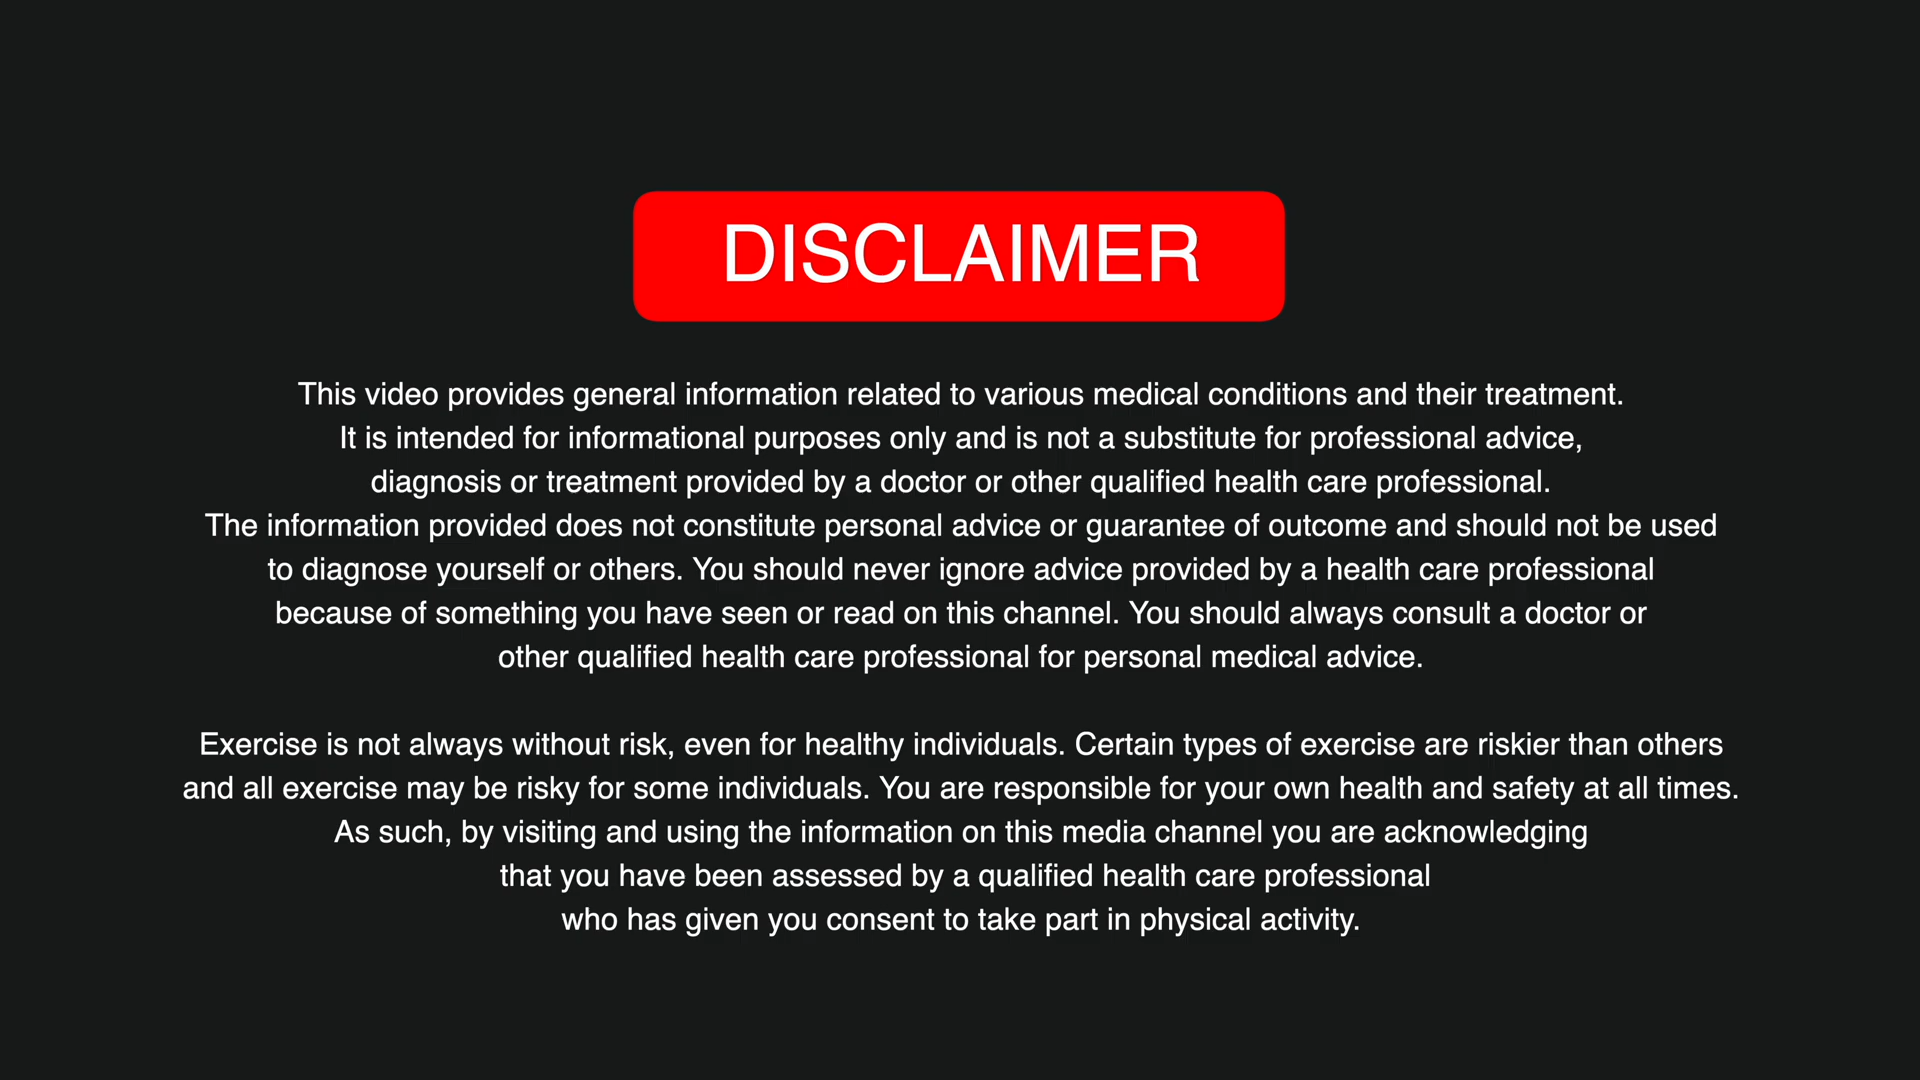 DISCLAIMER
This video provides general information related to various medical conditions and their treatment.
It is intended for informational purposes only and is not a substitute for professional advice,
diagnosis or treatment provided by a doctor or other qualified health care professional.
The information provided does not constitute personal advice or guarantee of outcome and should not be used
to diagnose yourself or others. You should never ignore advice provided by a health care professional
because of something you have seen or read on this channel. You should always consult a doctor or
other qualified health care professional for personal medical advice.
Exercise is not always without risk, even for healthy individuals. Certain types of exercise are riskier than others
and all exercise may be risky for some individuals. You are responsible for your own health and safety at all times.
As such, by visiting and using the information on this media channel you are acknowledging
that you have been assessed by a qualified health care professional
who has given you consent to take part in physical activity.